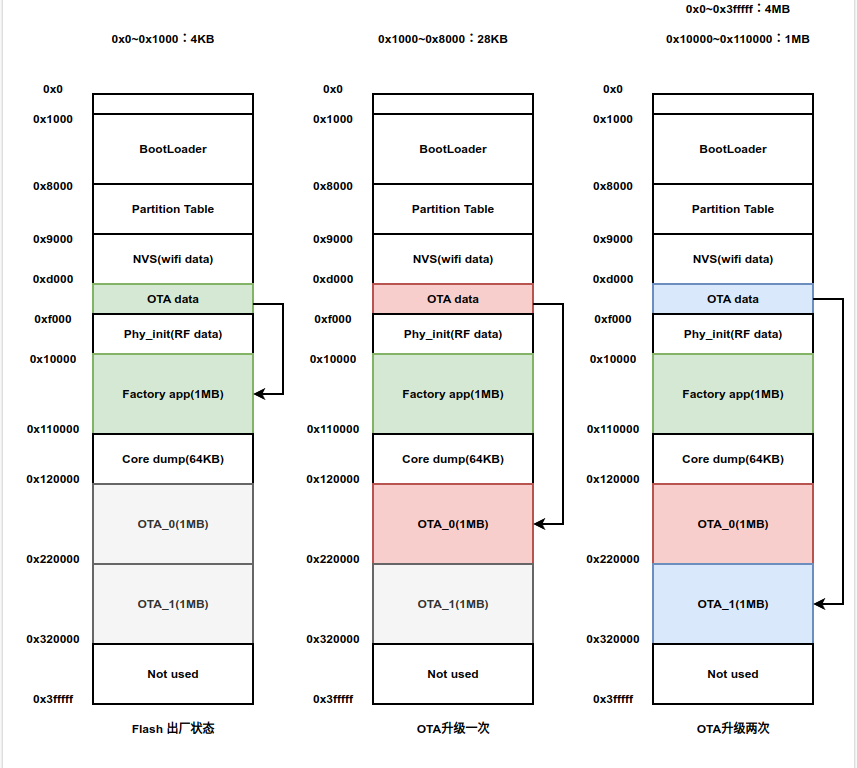 0x0~0x3fffff：4MB
0x0~0x1000：4KB
0x1000~0x8000：28KB
0x10000~0x110000：1MB
0x0
0x1000
BootLoader
0x8000
Partition Table
0x9000
NVS(wifi data)
0xd000
OTA data
0xf000
Phy_init(RF data)
0x10000
Factory app(1MB)
0x110000
Core dump(64KB)
0x120000
OTA_0(1MB)
0x220000
OTA_1(1MB)
0x320000
Not used
0x3fffff
Flash 出厂状态
0x0
0x1000
BootLoader
0x8000
Partition Table
0x9000
NVS(wifi data)
0xd000
OTA data
0xf000
Phy_init(RF data)
0x10000
Factory app(1MB)
0x110000
Core dump(64KB)
0x120000
OTA_0(1MB)
0x220000
OTA_1(1MB)
0x320000
Not used
0x3fffff
OTA升级一次
0x0
0x1000
BootLoader
0x8000
Partition Table
0x9000
NVS(wifi data)
0xd000
OTA data
0xf000
Phy_init(RF data)
0x10000
Factory app(1MB)
0x110000
Core dump(64KB)
0x120000
OTA_0(1MB)
0x220000
OTA_1(1MB)
0x320000
Not used
0x3fffff
OTA升级两次